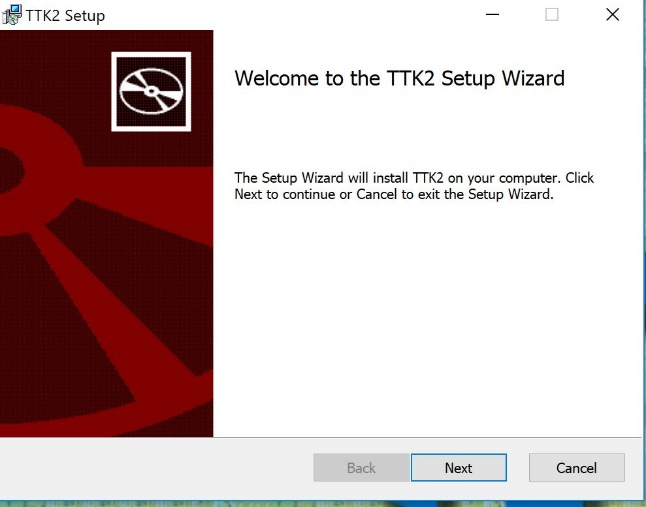 TTK2 Setup
Welcome to the TTK2 Setup Wizard
The Setup Wizard will install TTK2 on your computer. Click
Next to continue or Cancel to exit the Setup Wizard.
Back
Next
Cancel